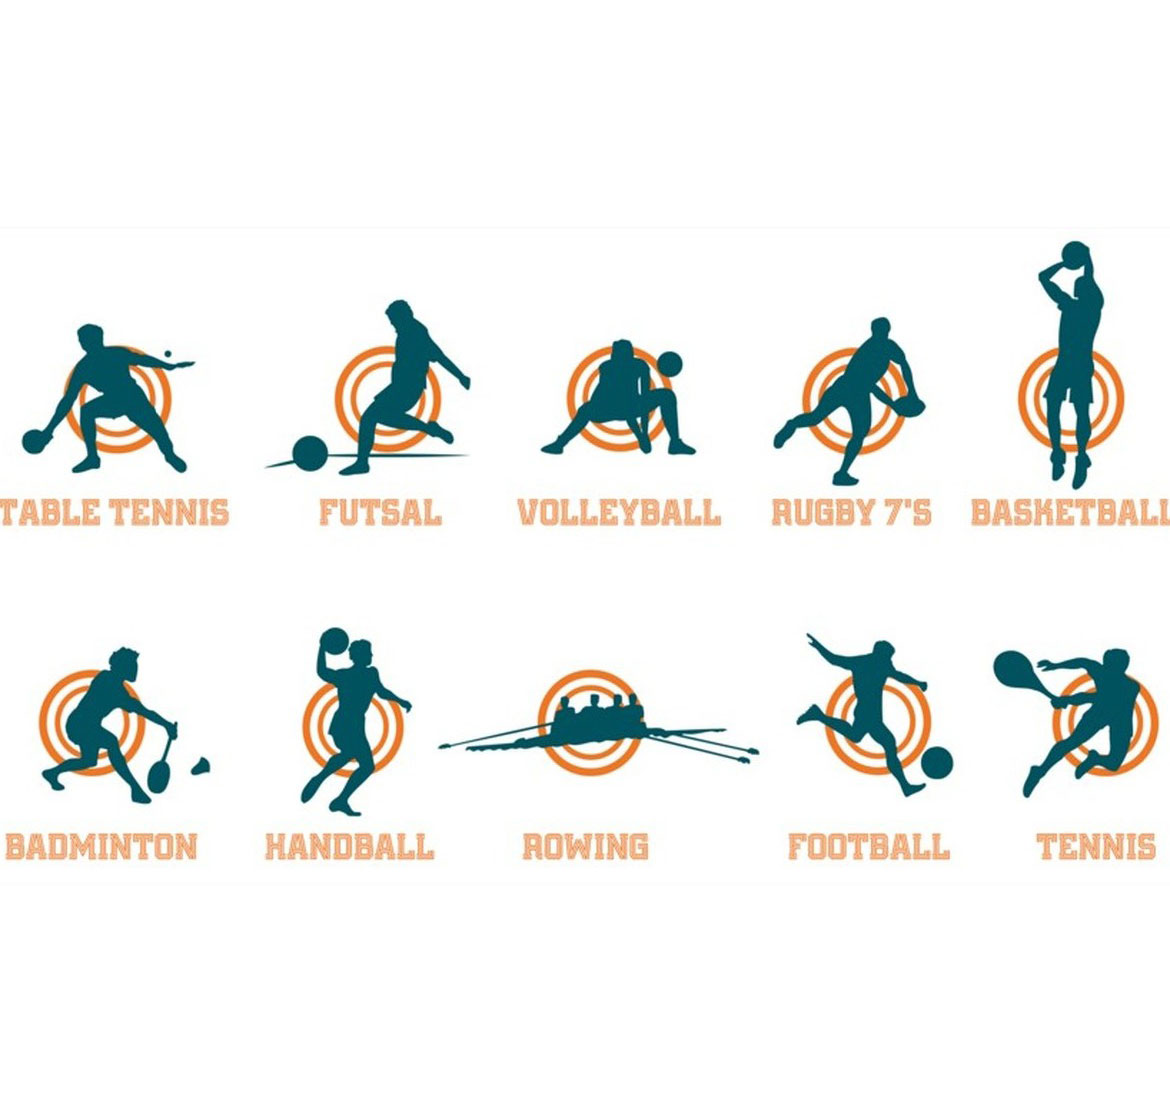 TABLE TENNIS FUTSAL VOLLEYBALL RUGBY 7'S BASKETBALL
BADMINTON HANDBALL ROWING FOOTBALL TENNIS